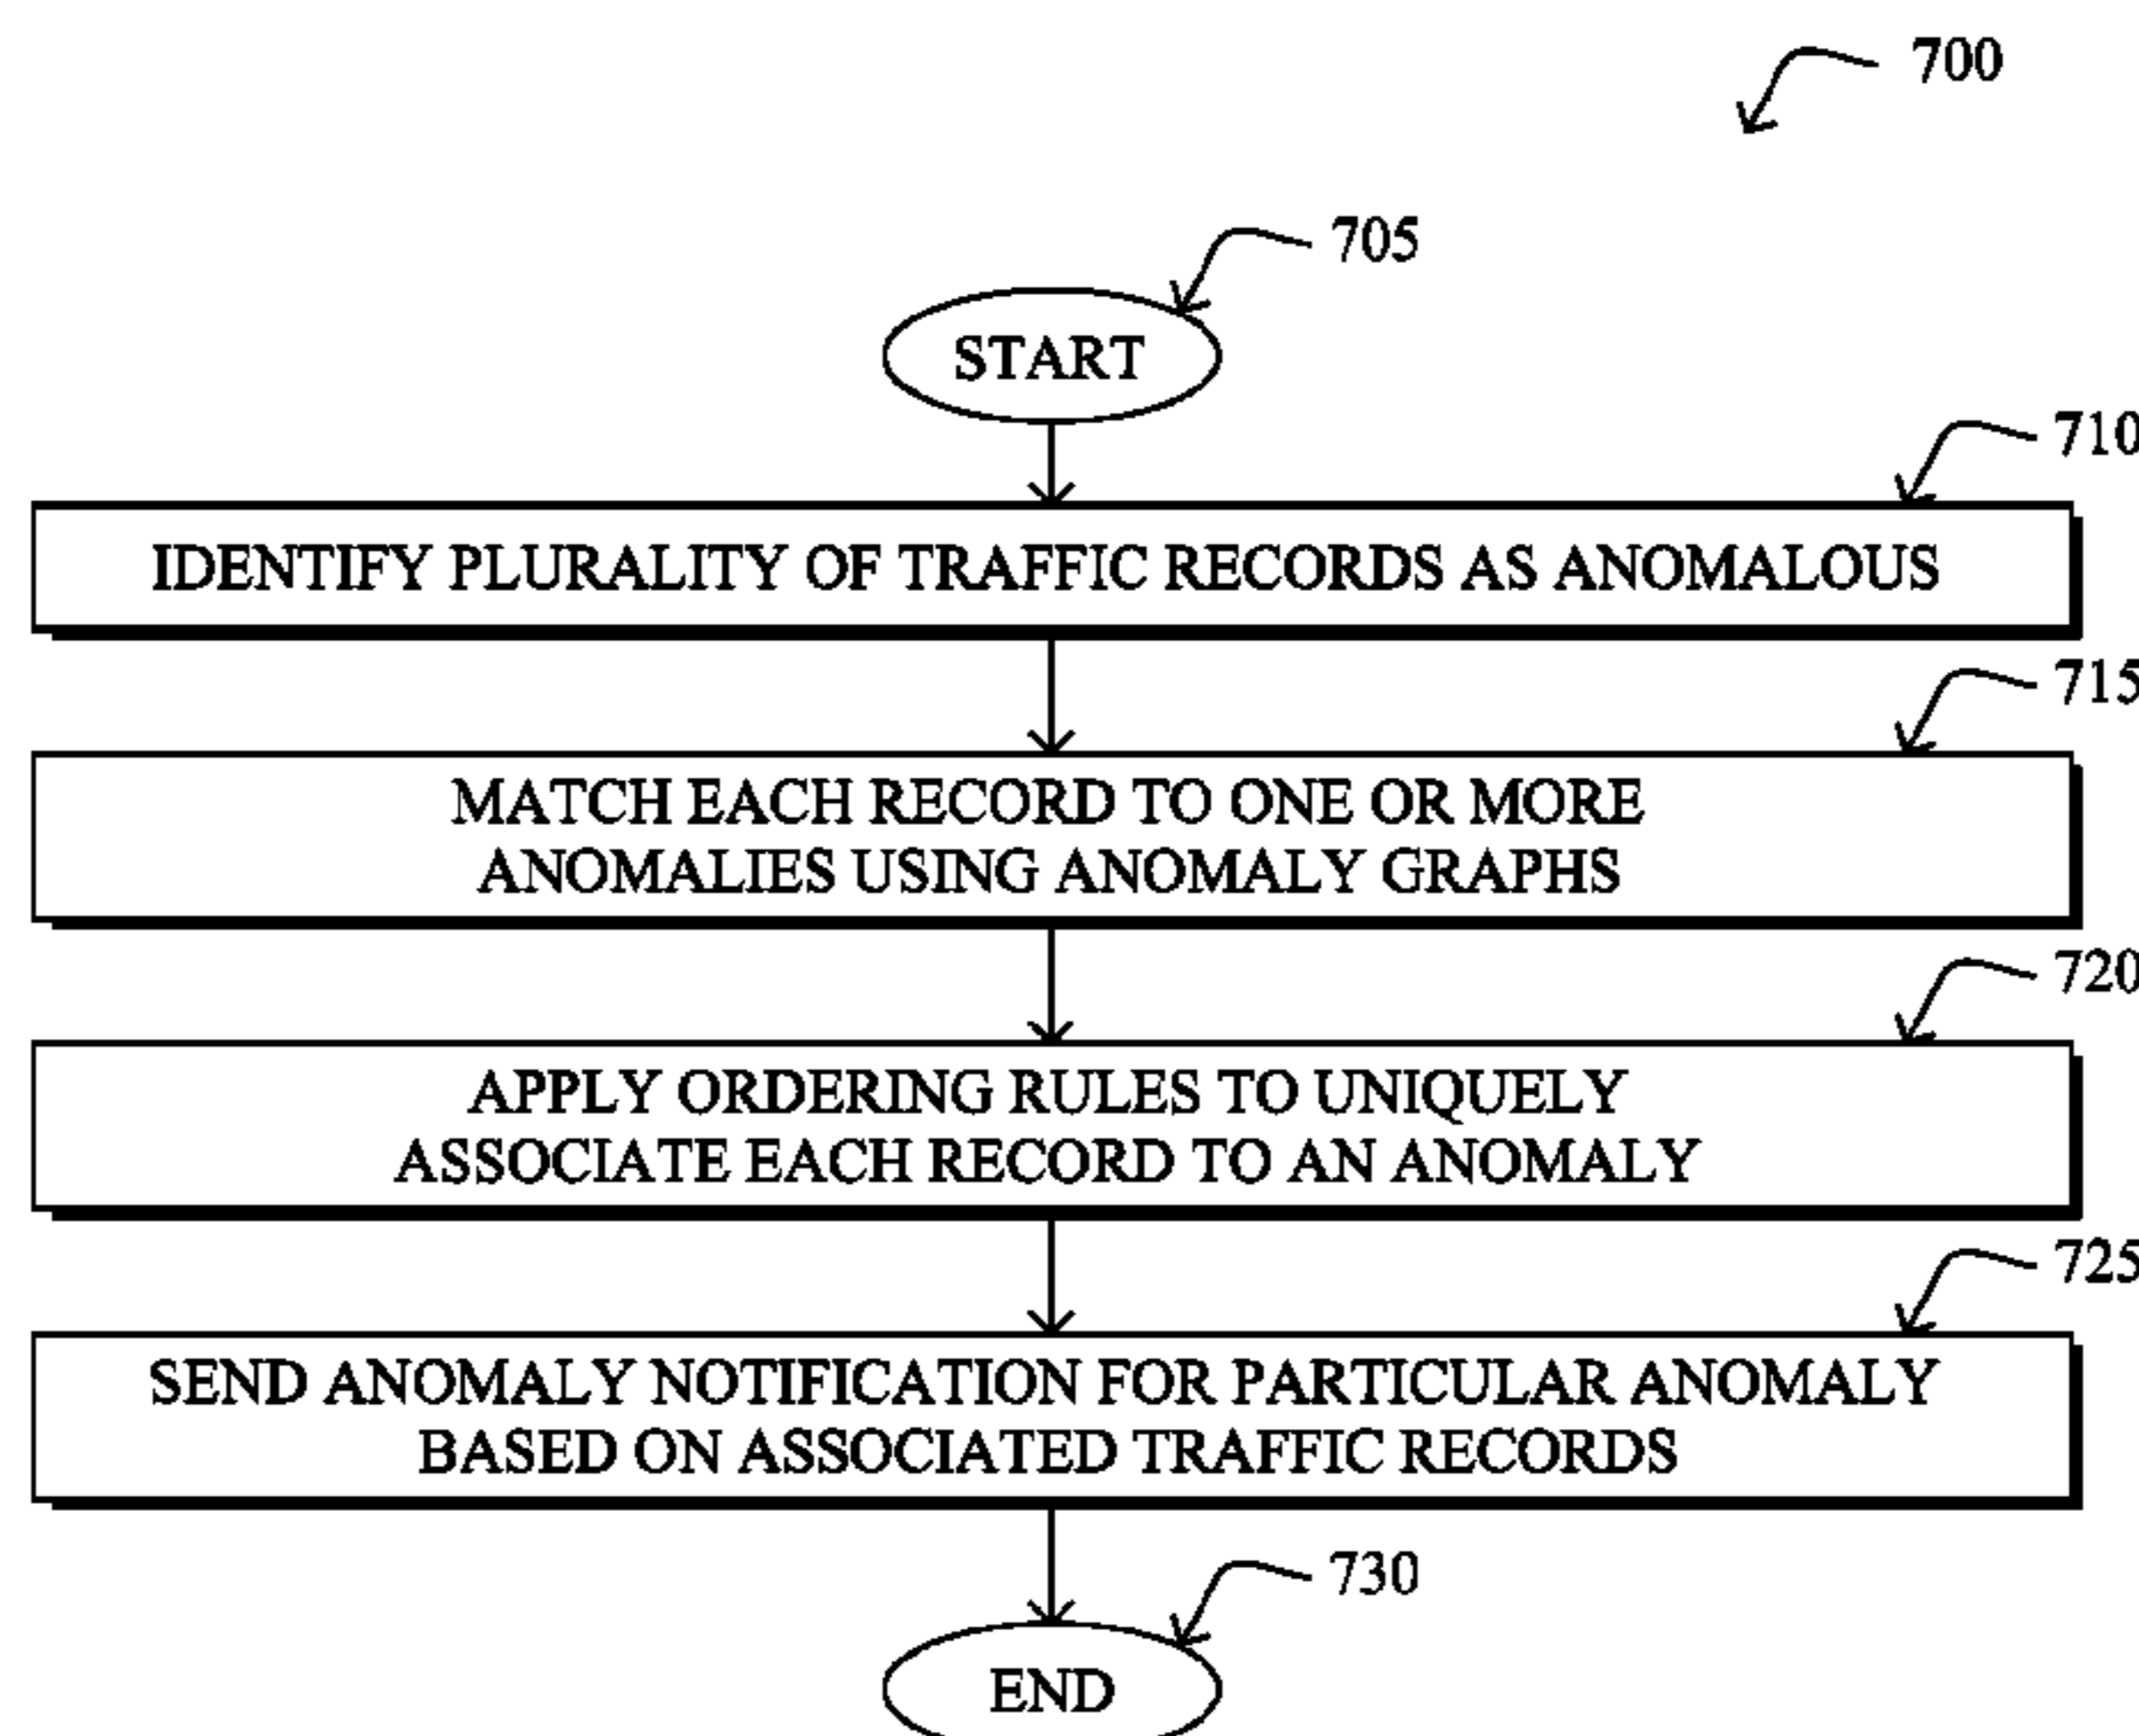 700
705
START
710
IDENTIFY PLURALITY OF TRAFFIC RECORDS AS ANOMALOUS
715
MATCH EACH RECORD TO ONE OR MORE
ANOMALIES USING ANOMALY GRAPHS
720
APPLY ORDERING RULES TO UNIQUELY
ASSOCIATE EACH RECORD TO AN ANOMALY
725
SEND ANOMALY NOTIFICATION FOR PARTICULAR ANOMALY
BASED ON ASSOCIATED TRAFFIC RECORDS
730
END